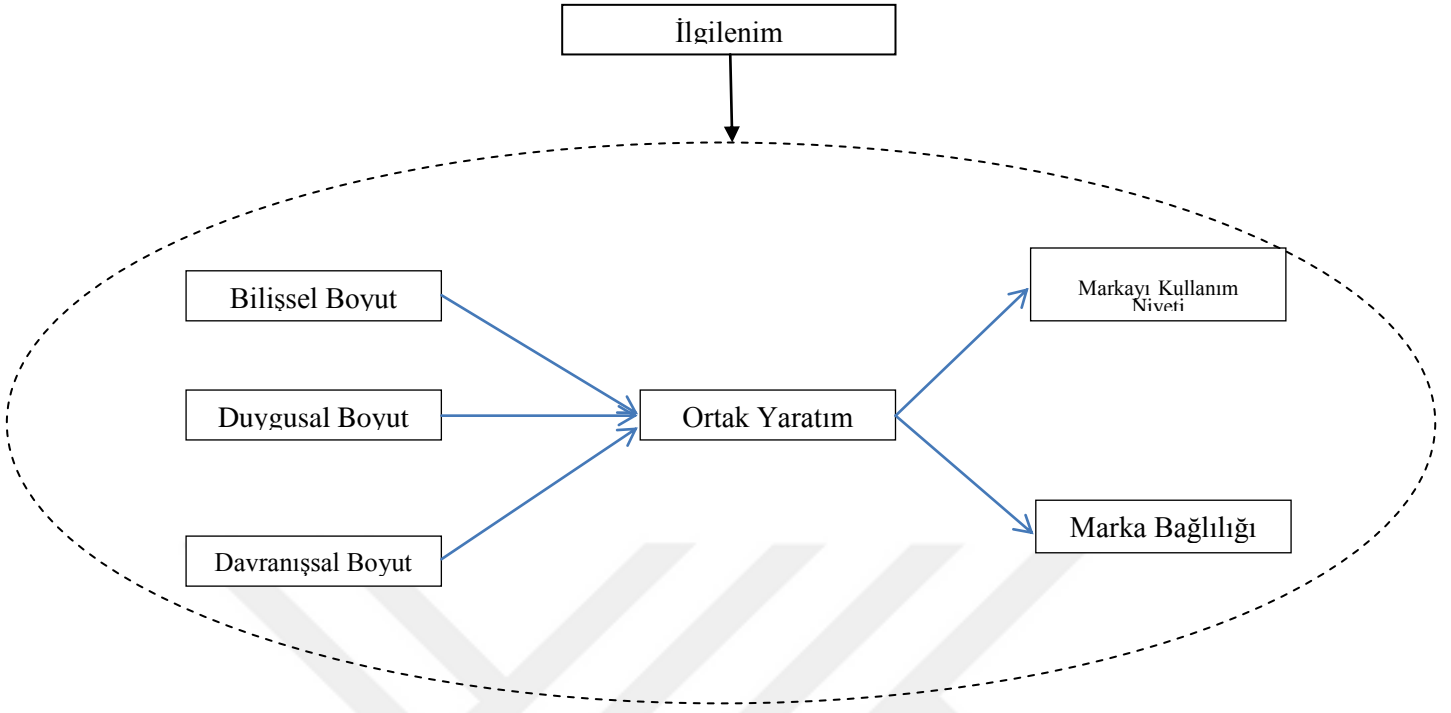 İlgilenim
Bilişsel Boyut
Markayı Kullanım
Niyeti
Duygusal Boyut
Ortak Yaratım
Marka Bağlılığı
Davranışsal Boyut